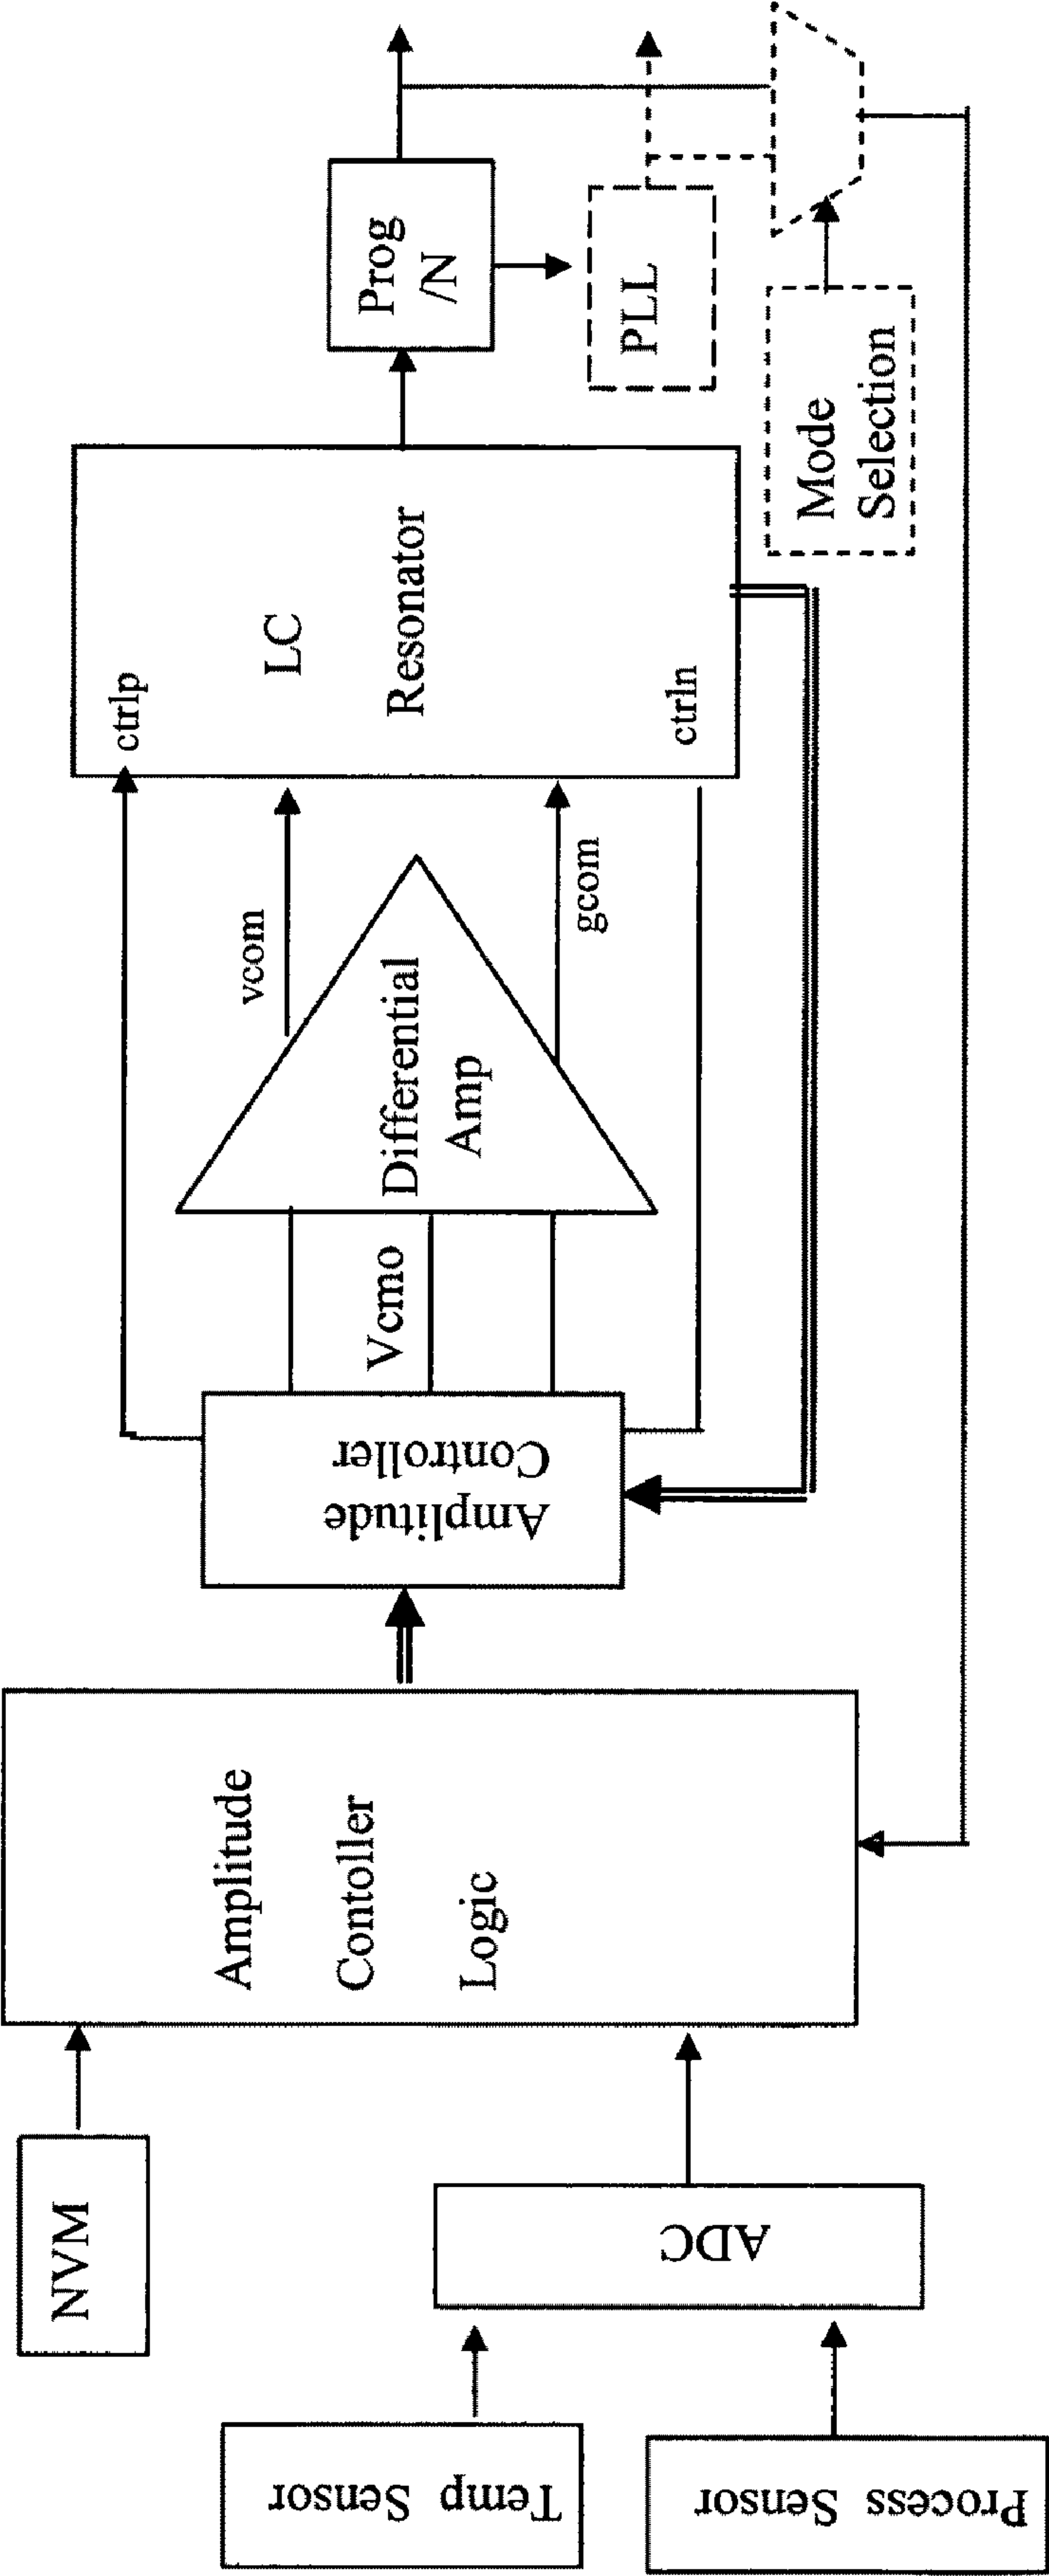 NVM
Temp Sensor
Process Sensor
ADC
Amplitude
Contoller
Logic
Amplitude
Controller
Vcmo
Differential
Amp
vcom
gcom
ctrlp
LC
Resonator
ctrln
Prog
/N
PLL
Mode
Selection